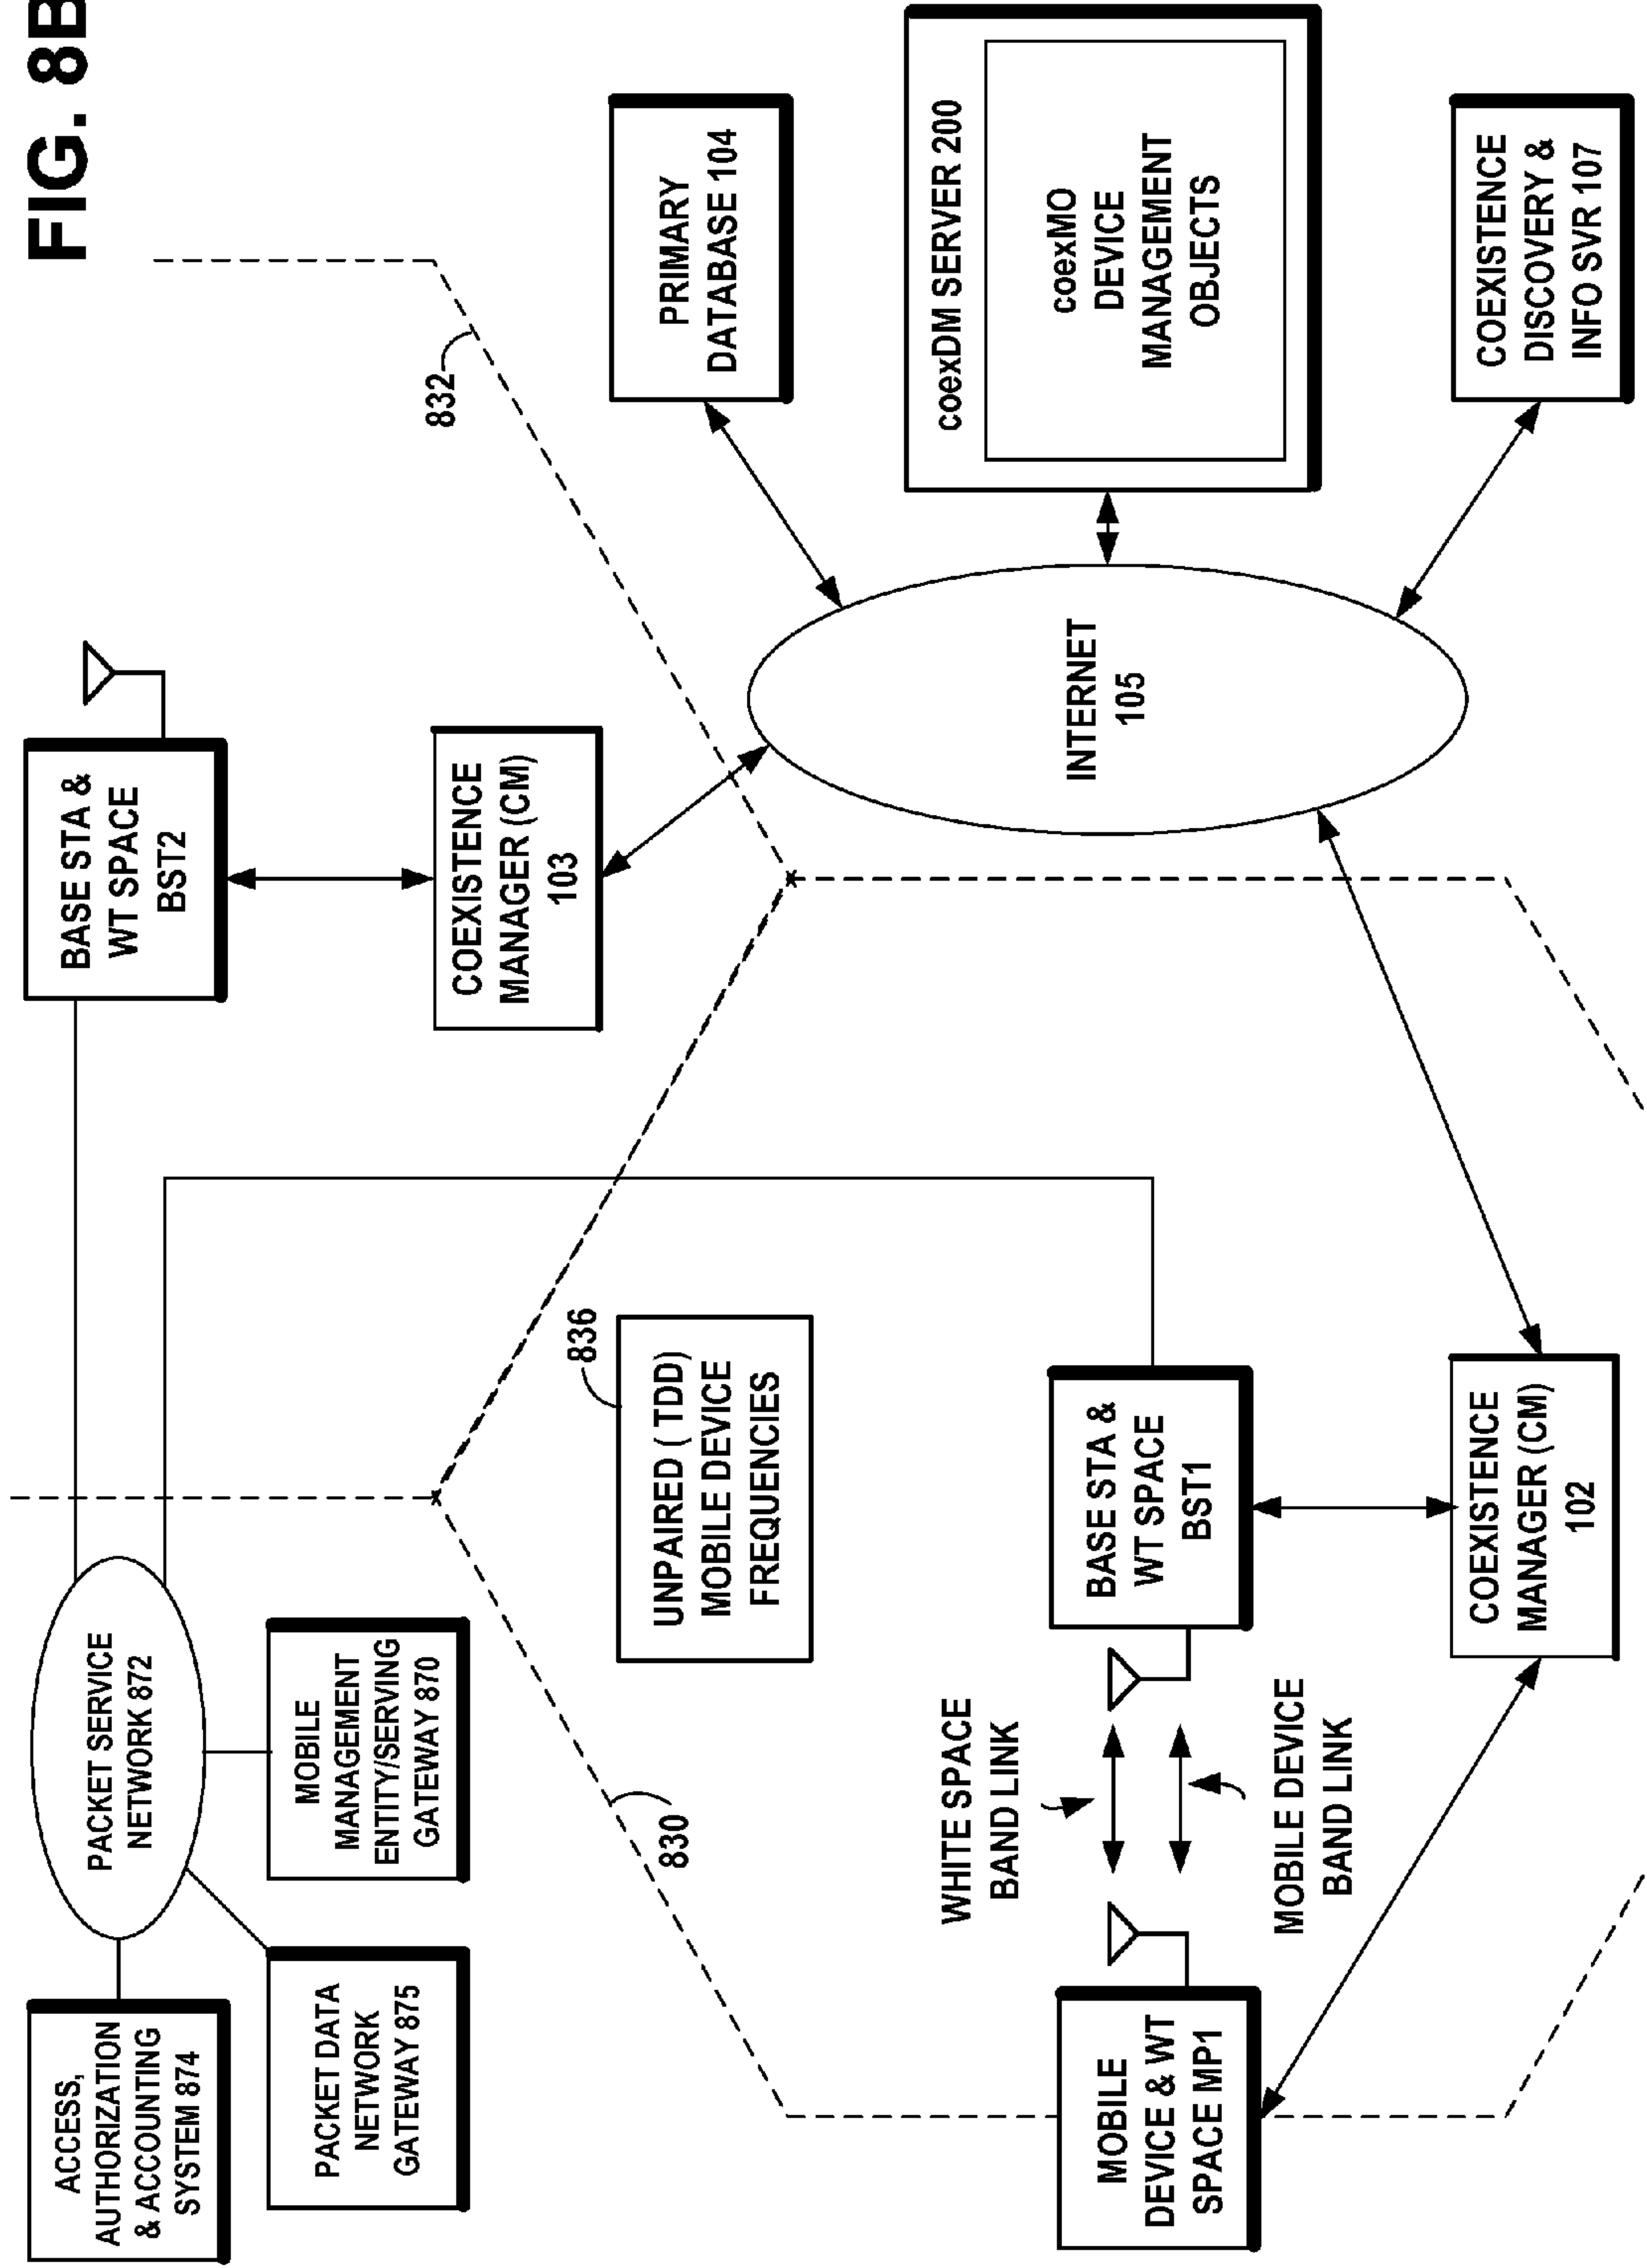 FIG. 8B
ACCESS,
AUTHORIZATION
& ACCOUNTING
SYSTEM 874
PACKET SERVICE
NETWORK 872
PACKET DATA
NETWORK
GATEWAY 875
MOBILE
MANAGEMENT
ENTITY/SERVING
GATEWAY 870
BASE STA &
WT SPACE
BST2
COEXISTENCE
MANAGER (CM)
103
832
830
836
UNPAIRED ( TDD)
MOBILE DEVICE
FREQUENCIES
PRIMARY
DATABASE 104
WHITE SPACE
BAND LINK
MOBILE
DEVICE & WT
SPACE MP1
BASE STA &
WT SPACE
BST1
MOBILE DEVICE
BAND LINK
INTERNET
105
coexDM SERVER 200
coexMO
DEVICE
MANAGEMENT
OBJECTS
COEXISTENCE
MANAGER (CM)
102
COEXISTENCE
DISCOVERY &
INFO SVR 107